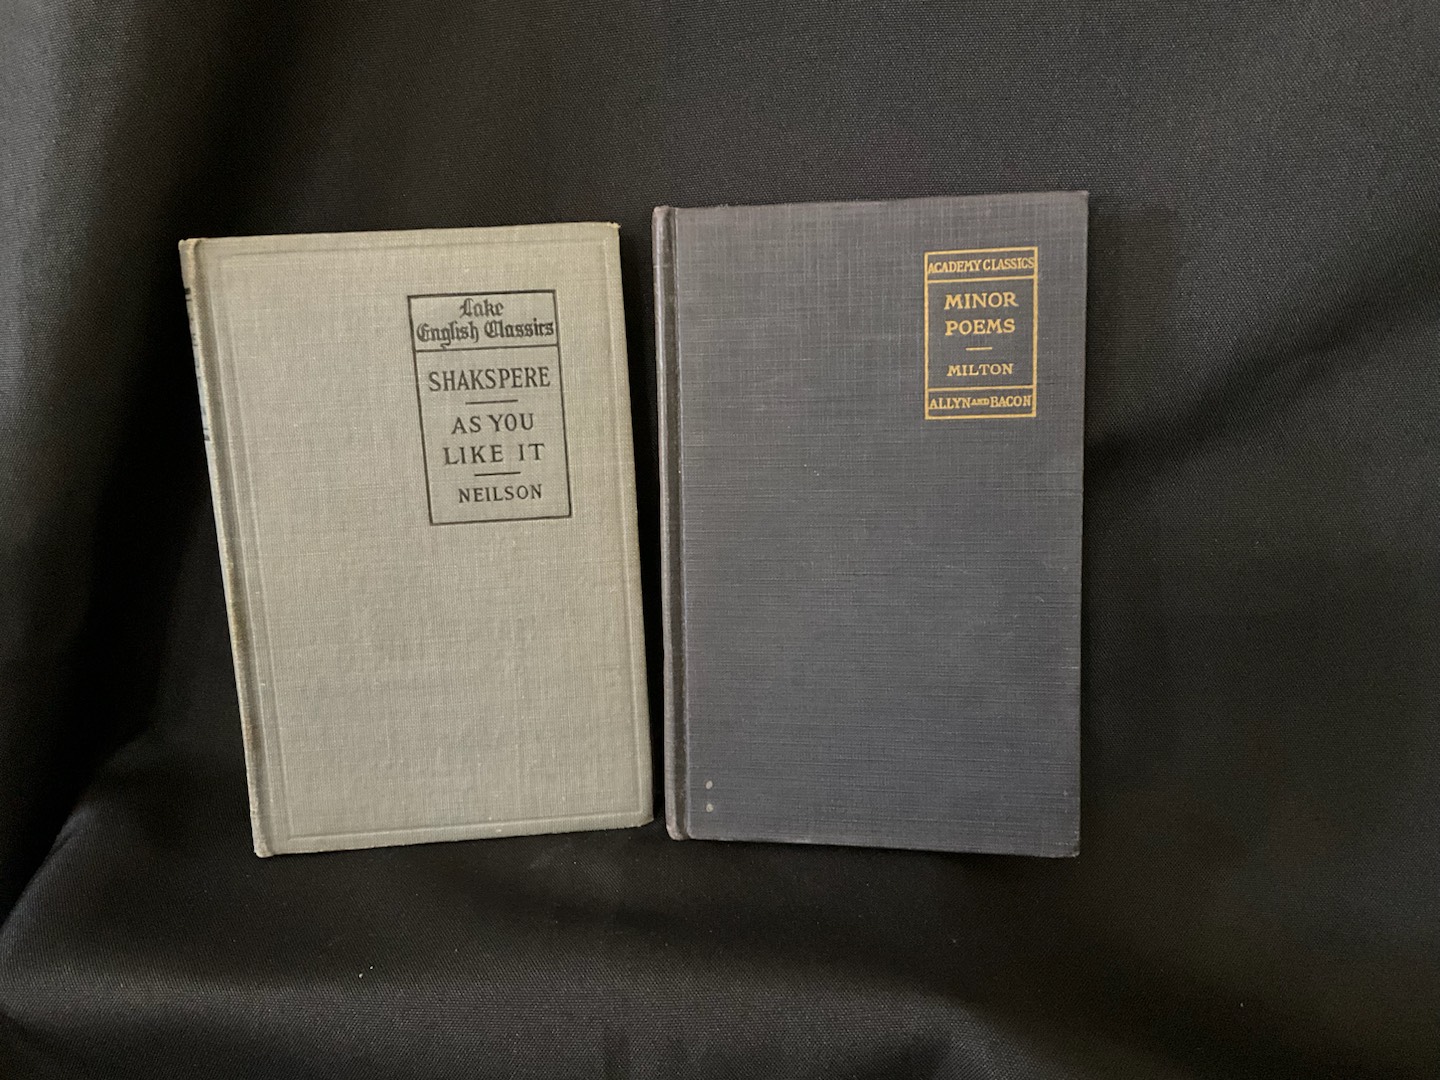 Lake
English Classics
SHAKSPERE
AS YOU
LIKE IT
NEILSON
ACADEMY CLASSICS
MINOR
POEMS
MILTON
ALLYN AND BACON